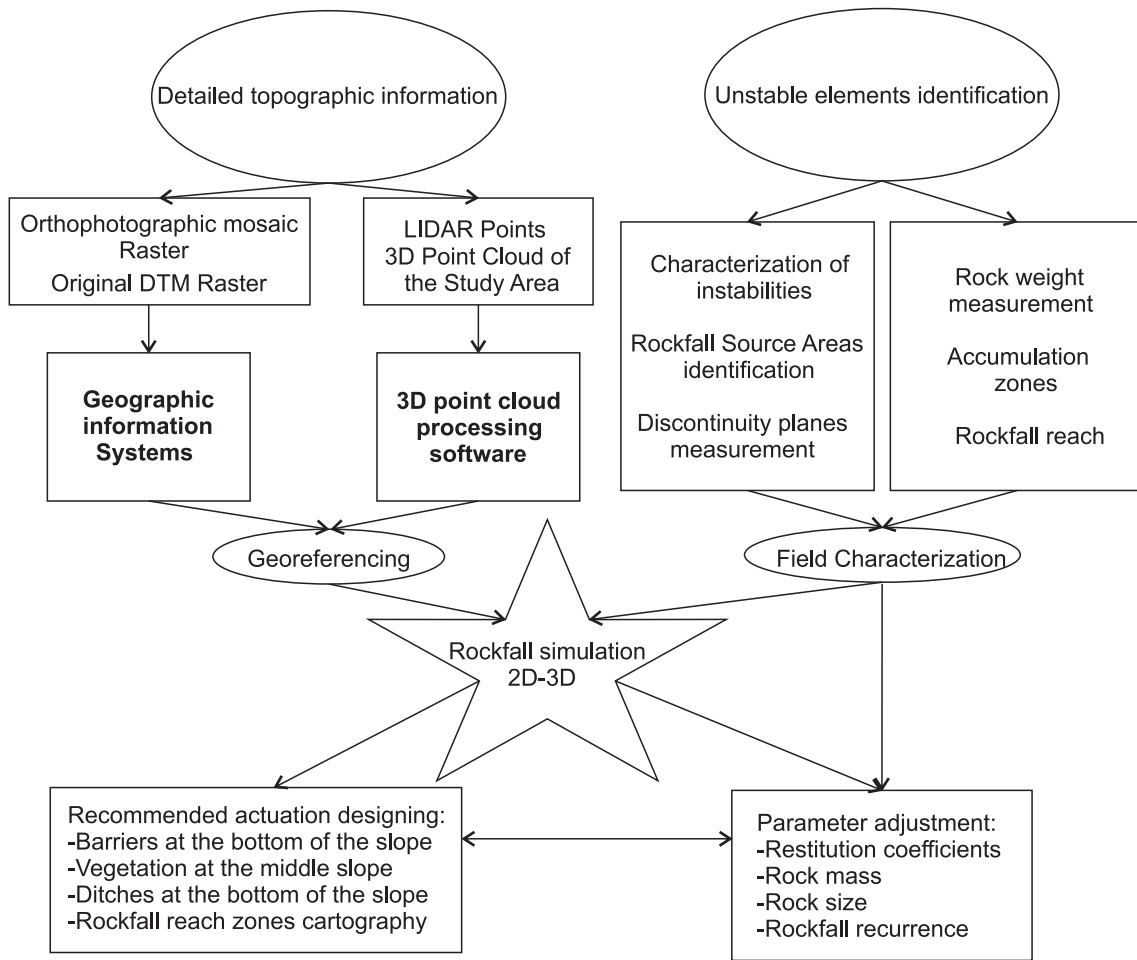 Detailed topographic information
Unstable elements identification
Orthophotographic mosaic
Raster
Original DTM Raster
LIDAR Points
3D Point Cloud of
the Study Area
Characterization of
instabilities
Rockfall Source Areas
identification
Discontinuity planes
measurement
Rock weight
measurement
Accumulation
zones
Rockfall reach
Geographic
information
Systems
3D point cloud
processing
software
Georeferencing
Field Characterization
Rockfall simulation
2D-3D
Recommended actuation designing:
-Barriers at the bottom of the slope
-Vegetation at the middle slope
-Ditches at the bottom of the slope
-Rockfall reach zones cartography
Parameter adjustment:
-Restitution coefficients
-Rock mass
-Rock size
-Rockfall recurrence